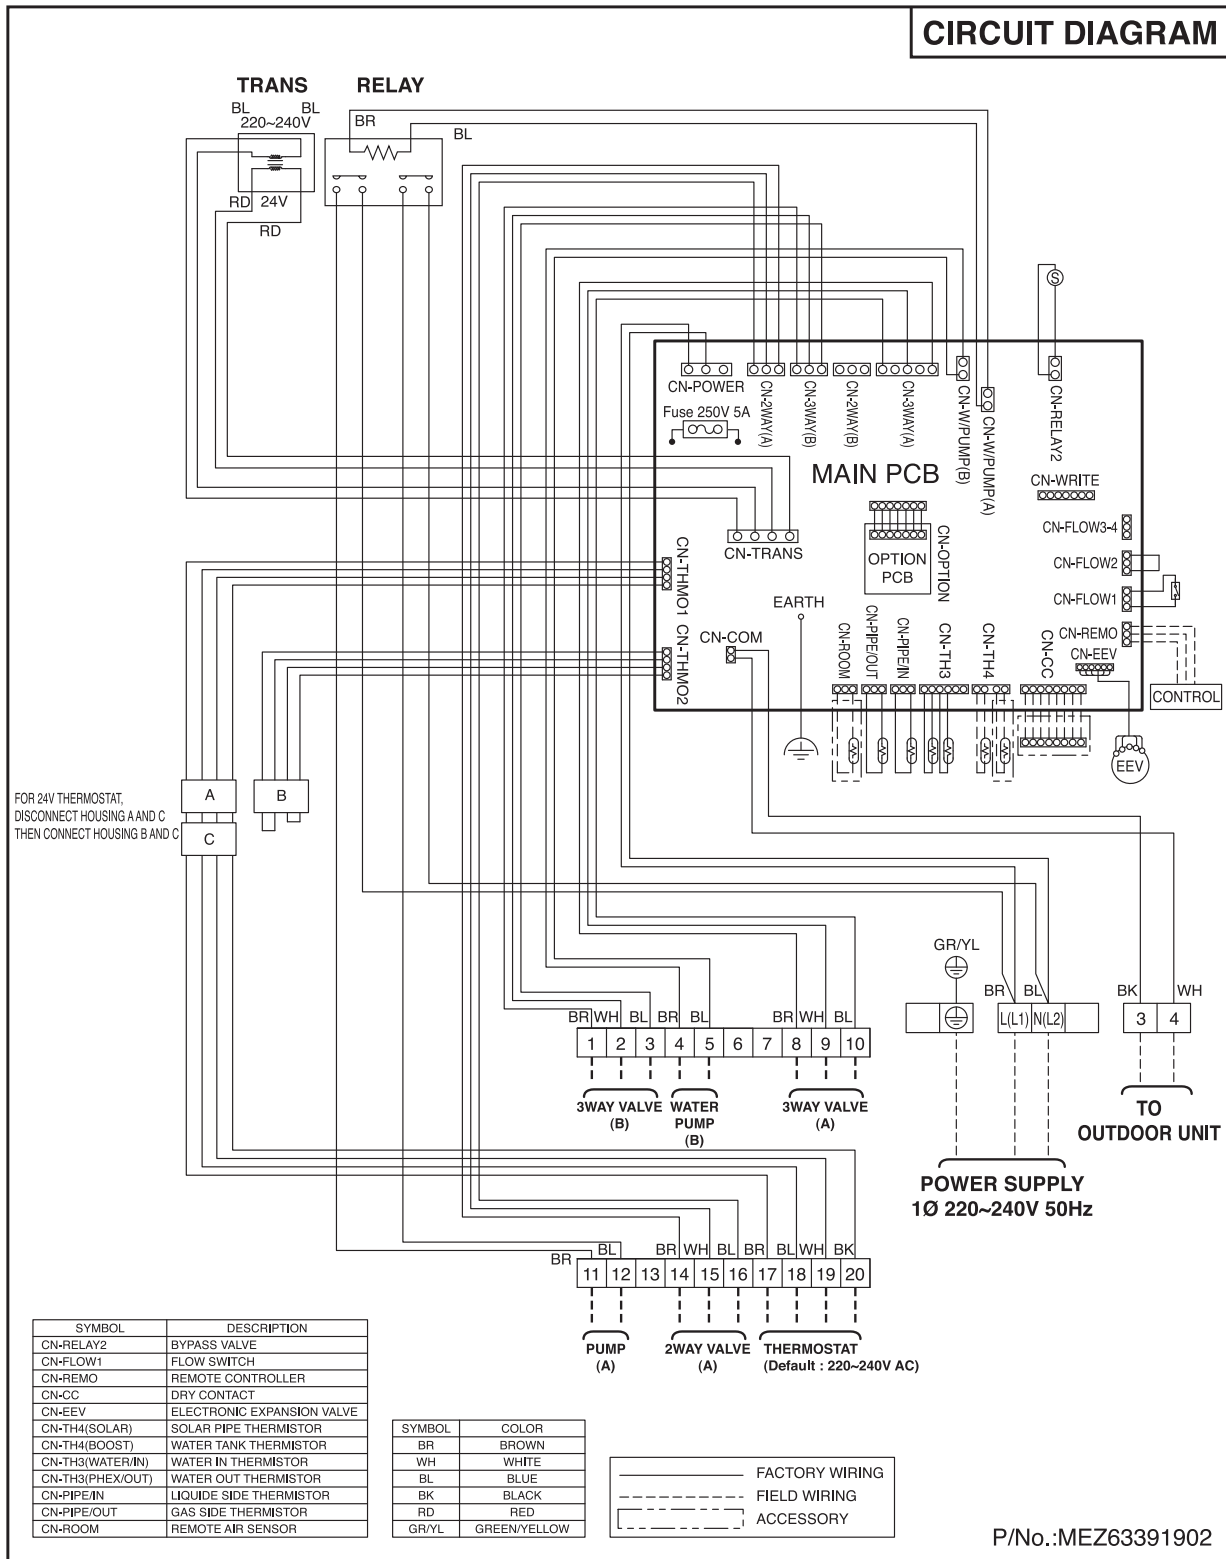 CIRCUIT DIAGRAM
TRANS RELAY
BL BL
220~240V
BR
BL
RD 24V
RD
S
CN-POWER
Fuse 250V 5A
CN-2WAY(A)
CN-3WAY(B)
CN-2WAY(B)
CN-3WAY(A)
CN-W/PUMP(B)
CN-W/PUMP(A)
CN-RELAY2
MAIN PCB
CN-WRITE
CN-FLOW3-4
CN-TRANS
OPTION
PCB
CN-OPTION
CN-FLOW2
CN-THMO1
EARTH
CN-FLOW1
CN-COM
CN-REMO
CN-EEV
CN-THMO2
CN-ROOM
CN-PIPE/OUT
CN-PIPE/IN
CN-TH3
CN-TH4
CN-CC
CONTROL
EEV
FOR 24V THERMOSTAT,
DISCONNECT HOUSING A AND C
THEN CONNECT HOUSING B AND C
A
B
C
GR/YL
BR BL
BK WH
L(L1) N(L2)
3 4
BR WH BL BR BL BR WH BL
1 2 3 4 5 6 7 8 9 10
3WAY VALVE
(B)
WATER
PUMP
(B)
3WAY VALVE
(A)
TO
OUTDOOR UNIT
POWER SUPPLY
1Ø 220~240V 50Hz
BR BL BR WH BL BR BL WH BK
11 12 13 14 15 16 17 18 19 20
PUMP
(A)
2WAY VALVE
(A)
THERMOSTAT
(Default : 220~240V AC)
SYMBOL DESCRIPTION
CN-RELAY2 BYPASS VALVE
CN-FLOW1 FLOW SWITCH
CN-REMO REMOTE CONTROLLER
CN-CC DRY CONTACT
CN-EEV ELECTRONIC EXPANSION VALVE
CN-TH4(SOLAR) SOLAR PIPE THERMISTOR
CN-TH4(BOOST) WATER TANK THERMISTOR
CN-TH3(WATER/IN) WATER IN THERMISTOR
CN-TH3(PHEX/OUT) WATER OUT THERMISTOR
CN-PIPE/IN LIQUIDE SIDE THERMISTOR
CN-PIPE/OUT GAS SIDE THERMISTOR
CN-ROOM REMOTE AIR SENSOR
SYMBOL COLOR
BR BROWN
WH WHITE
BL BLUE
BK BLACK
RD RED
GR/YL GREEN/YELLOW
FACTORY WIRING
FIELD WIRING
ACCESSORY
P/No.:MEZ63391902